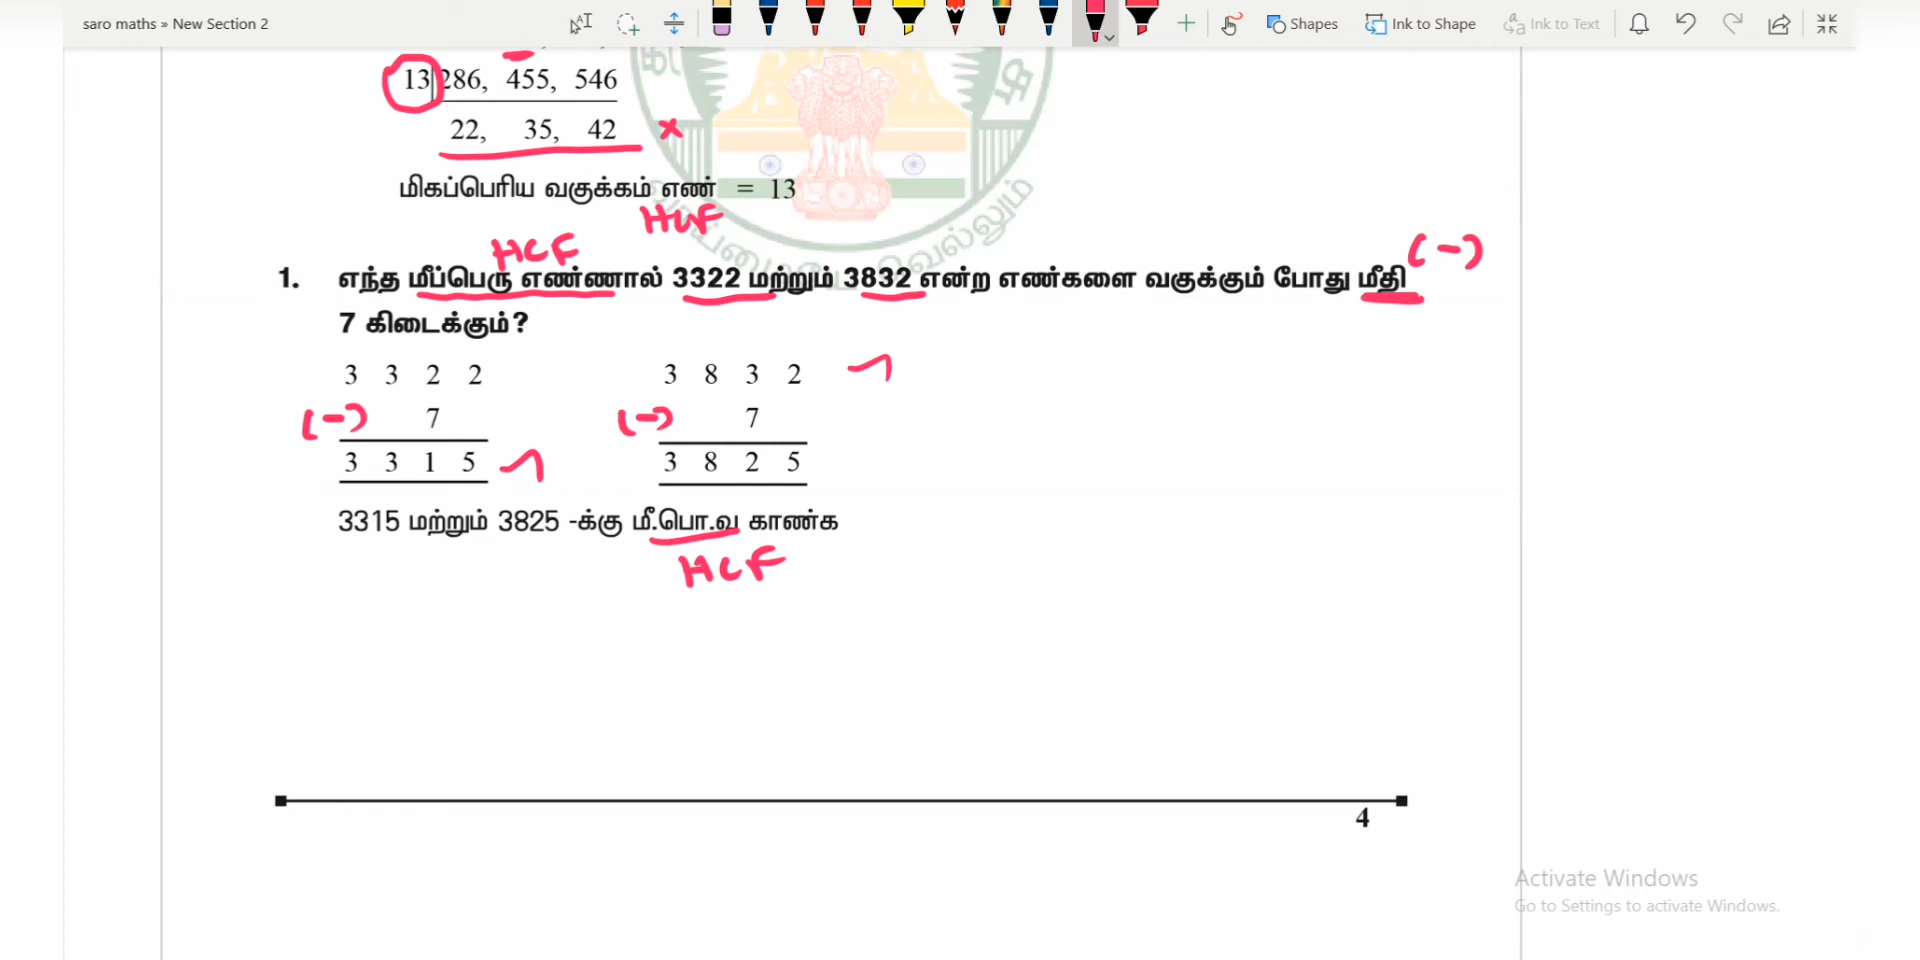 saro maths » New Section 2
Shapes
Ink to Shape
Ink to Text
13 286, 455, 546
22, 35, 42 ×
மிகப்பெரிய வகுக்கம் எண் = 13
HCF
HCF
(-)
1. எந்த மீப்பெரு எண்ணால் 3322 மற்றும் 3832 என்ற எண்களை வகுக்கும் போது மீதி
7 கிடைக்கும்?
3 3 2 2 3 8 3 2
(-) 7 (-) 7
3 3 1 5 3 8 2 5
3315 மற்றும் 3825 -க்கு மீ.பொ.வ காண்க
HCF
4
Activate Windows
Go to Settings to activate Windows.